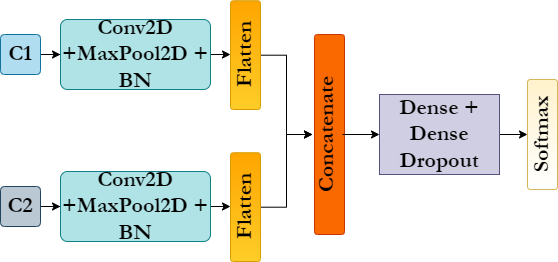 C1
Conv2D
+MaxPool2D +
BN
Flatten
C2
Conv2D
+MaxPool2D +
BN
Flatten
Concatenate
Dense +
Dense
Dropout
Softmax